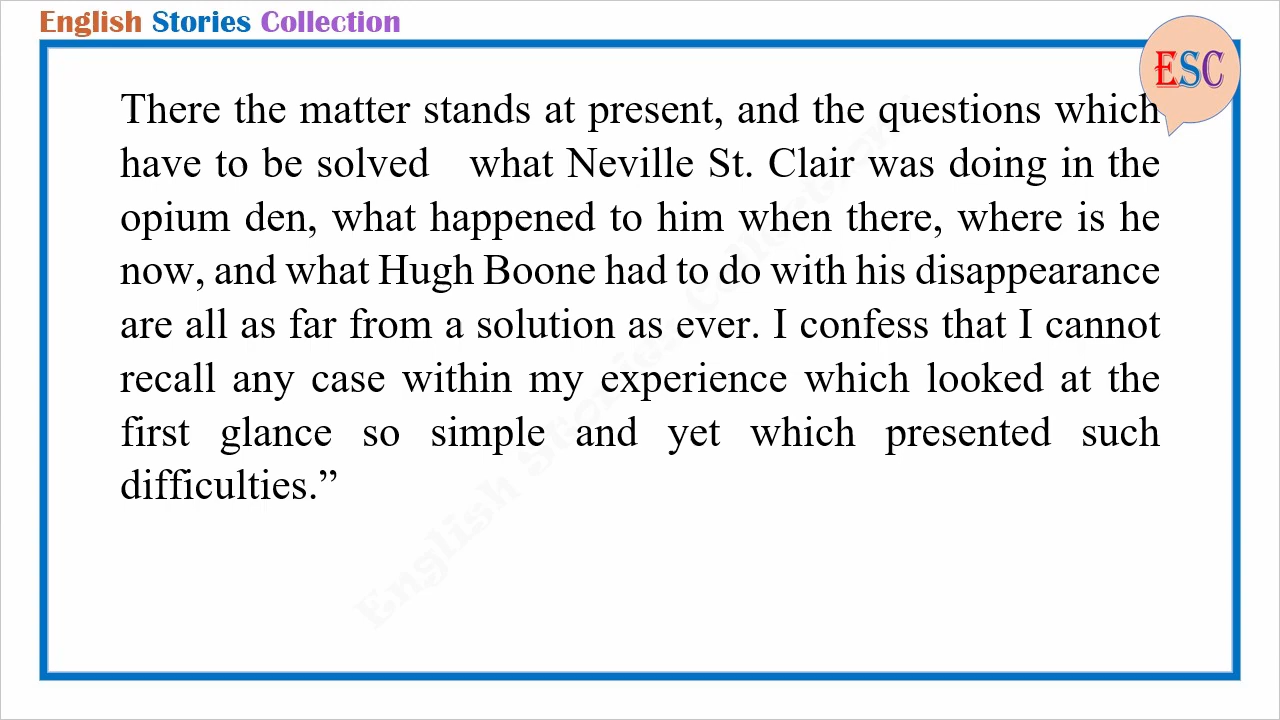 English Stories Collection
ESC
There the matter stands at present, and the questions which
have to be solved   what Neville St. Clair was doing in the
opium den, what happened to him when there, where is he
now, and what Hugh Boone had to do with his disappearance
are all as far from a solution as ever. I confess that I cannot
recall any case within my experience which looked at the
first glance so simple and yet which presented such
difficulties.”
English Stories Collection